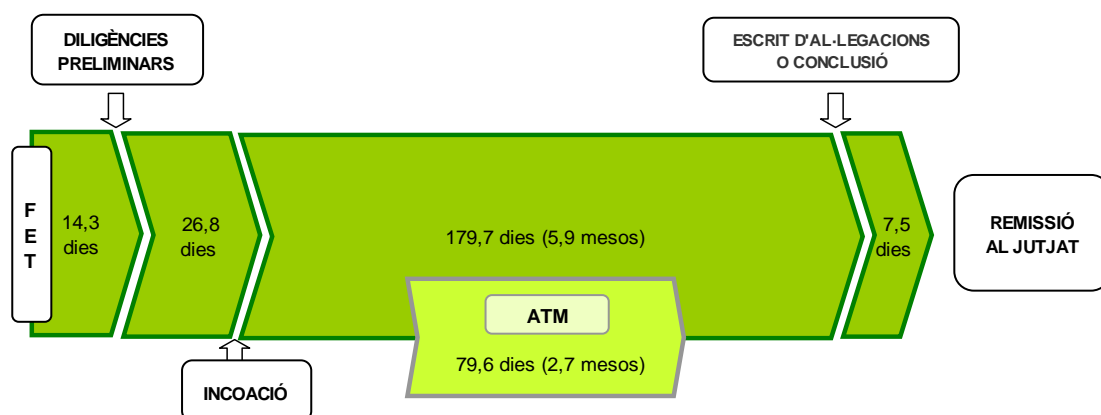 DILIGÈNCIES
PRELIMINARS
ESCRIT D'AL·LEGACIONS
O CONCLUSIÓ
F
E
T
14,3
dies
26,8
dies
179,7 dies (5,9 mesos)
7,5
dies
REMISSIÓ
AL JUTJAT
ATM
79,6 dies (2,7 mesos)
INCOACIÓ